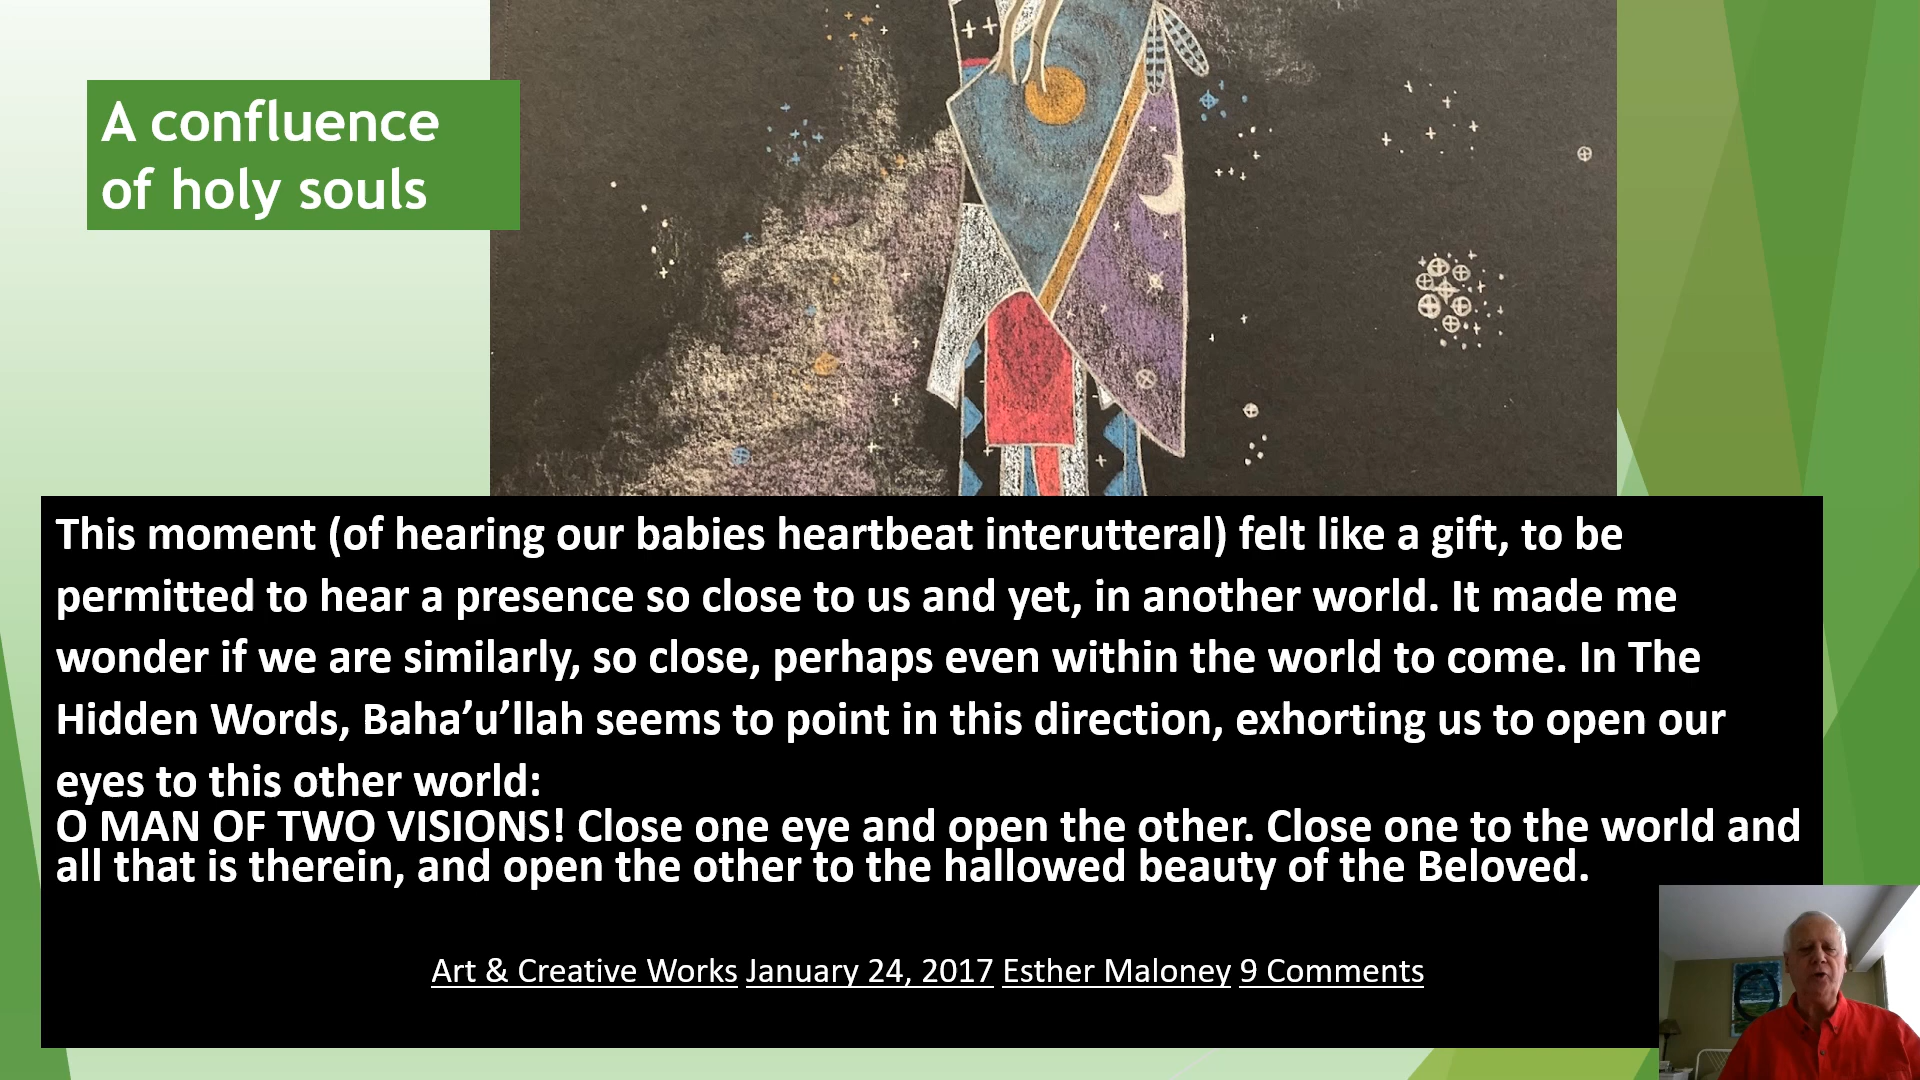 A confluence
of holy souls
This moment (of hearing our babies heartbeat interutteral) felt like a gift, to be
permitted to hear a presence so close to us and yet, in another world. It made me
wonder if we are similarly, so close, perhaps even within the world to come. In The
Hidden Words, Baha’u’llah seems to point in this direction, exhorting us to open our
eyes to this other world:
O MAN OF TWO VISIONS! Close one eye and open the other. Close one to the world and
all that is therein, and open the other to the hallowed beauty of the Beloved.
Art & Creative Works January 24, 2017 Esther Maloney 9 Comments